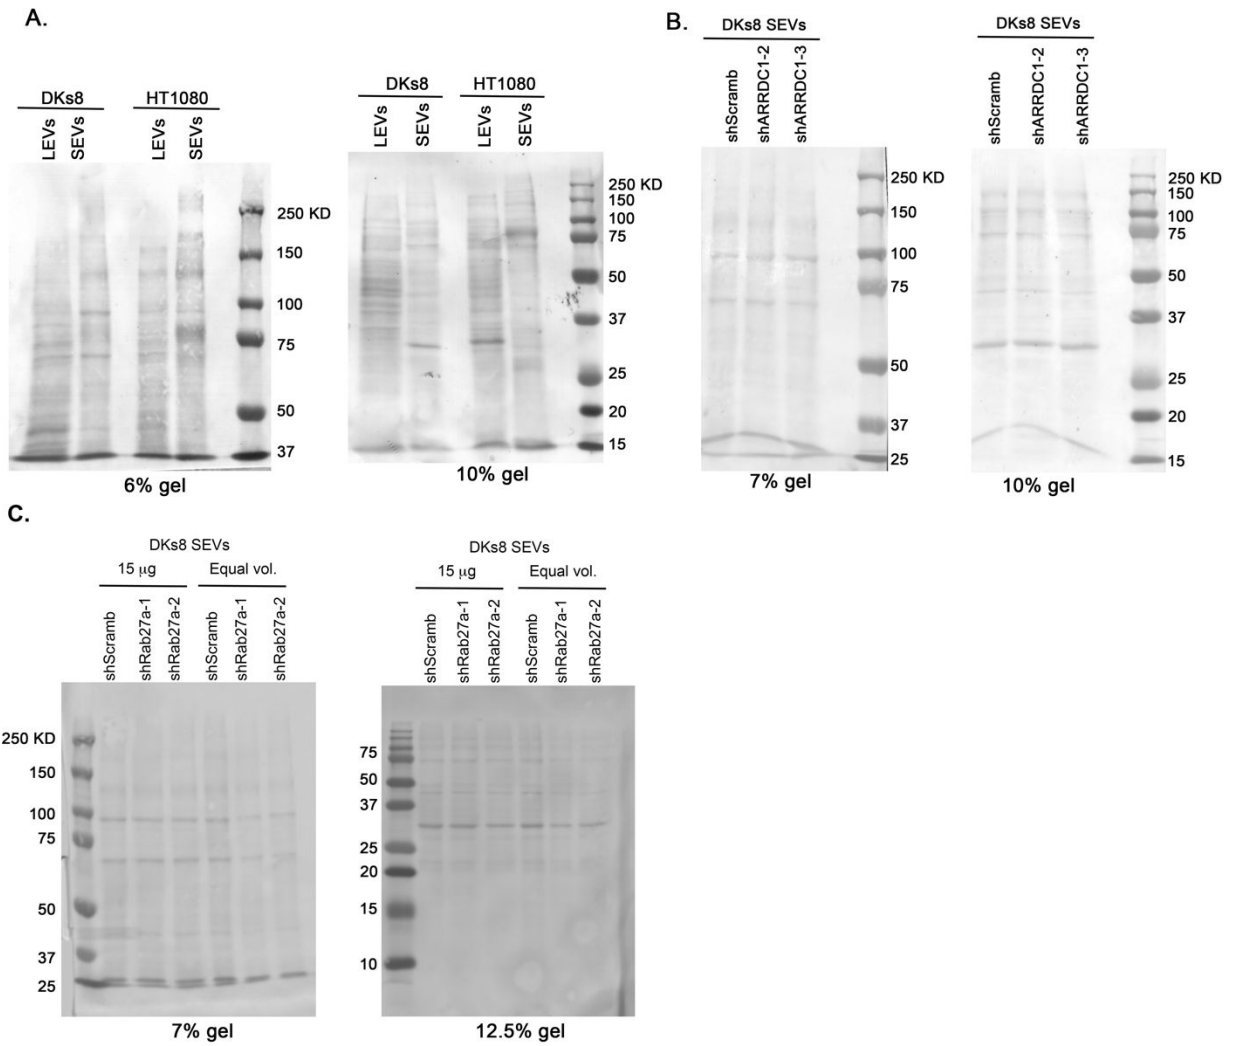 A.
DKs8 HT1080
LEVs SEVs LEVs SEVs
250 KD
150
100
75
50
37
6% gel
DKs8 HT1080
LEVs SEVs LEVs SEVs
250 KD
150
100
75
50
37
25
20
15
10% gel
B.
DKs8 SEVs
shScramb shARRDC1-2 shARRDC1-3
250 KD
150
100
75
50
37
25
7% gel
DKs8 SEVs
shScramb shARRDC1-2 shARRDC1-3
250 KD
150
100
75
50
37
25
20
15
10% gel
C.
DKs8 SEVs
15 μg Equal vol.
shScramb shRab27a-1 shRab27a-2 shScramb shRab27a-1 shRab27a-2
250 KD
150
100
75
50
37
25
7% gel
DKs8 SEVs
15 μg Equal vol.
shScramb shRab27a-1 shRab27a-2 shScramb shRab27a-1 shRab27a-2
75
50
37
25
20
15
10
12.5% gel